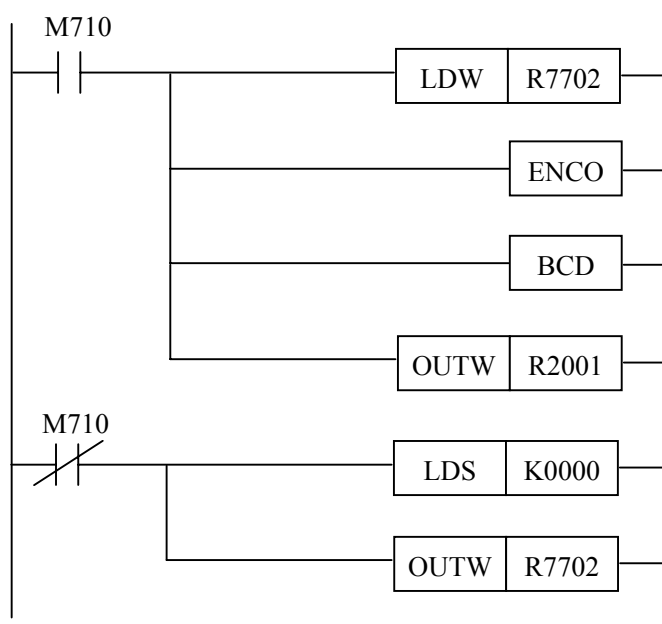 M710
LDW R7702
ENCO
BCD
OUTW R2001
M710
LDS K0000
OUTW R7702